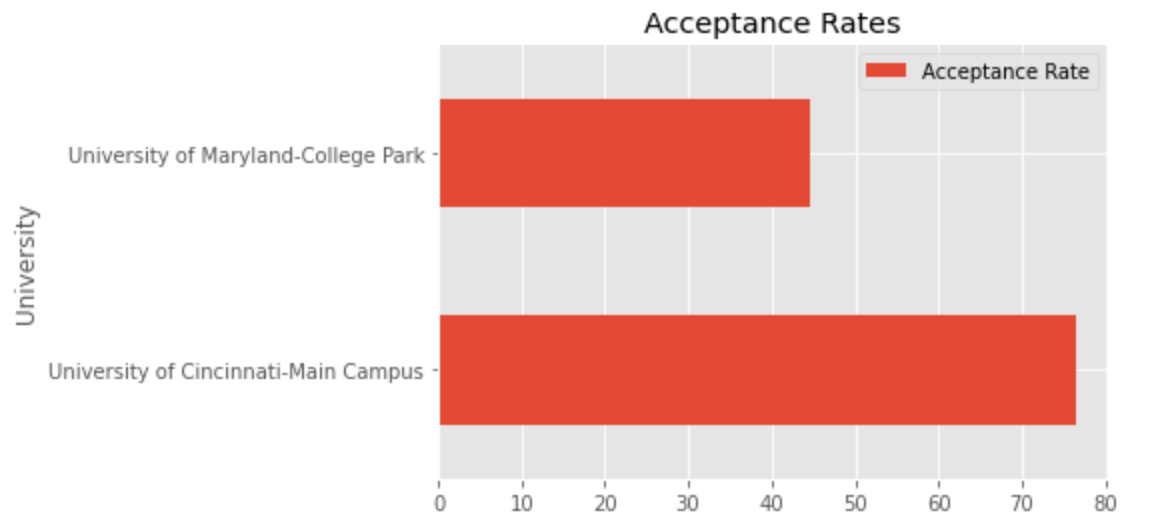 Acceptance Rates
Acceptance Rate
University of Maryland-College Park
University
University of Cincinnati-Main Campus
0 10 20 30 40 50 60 70 80